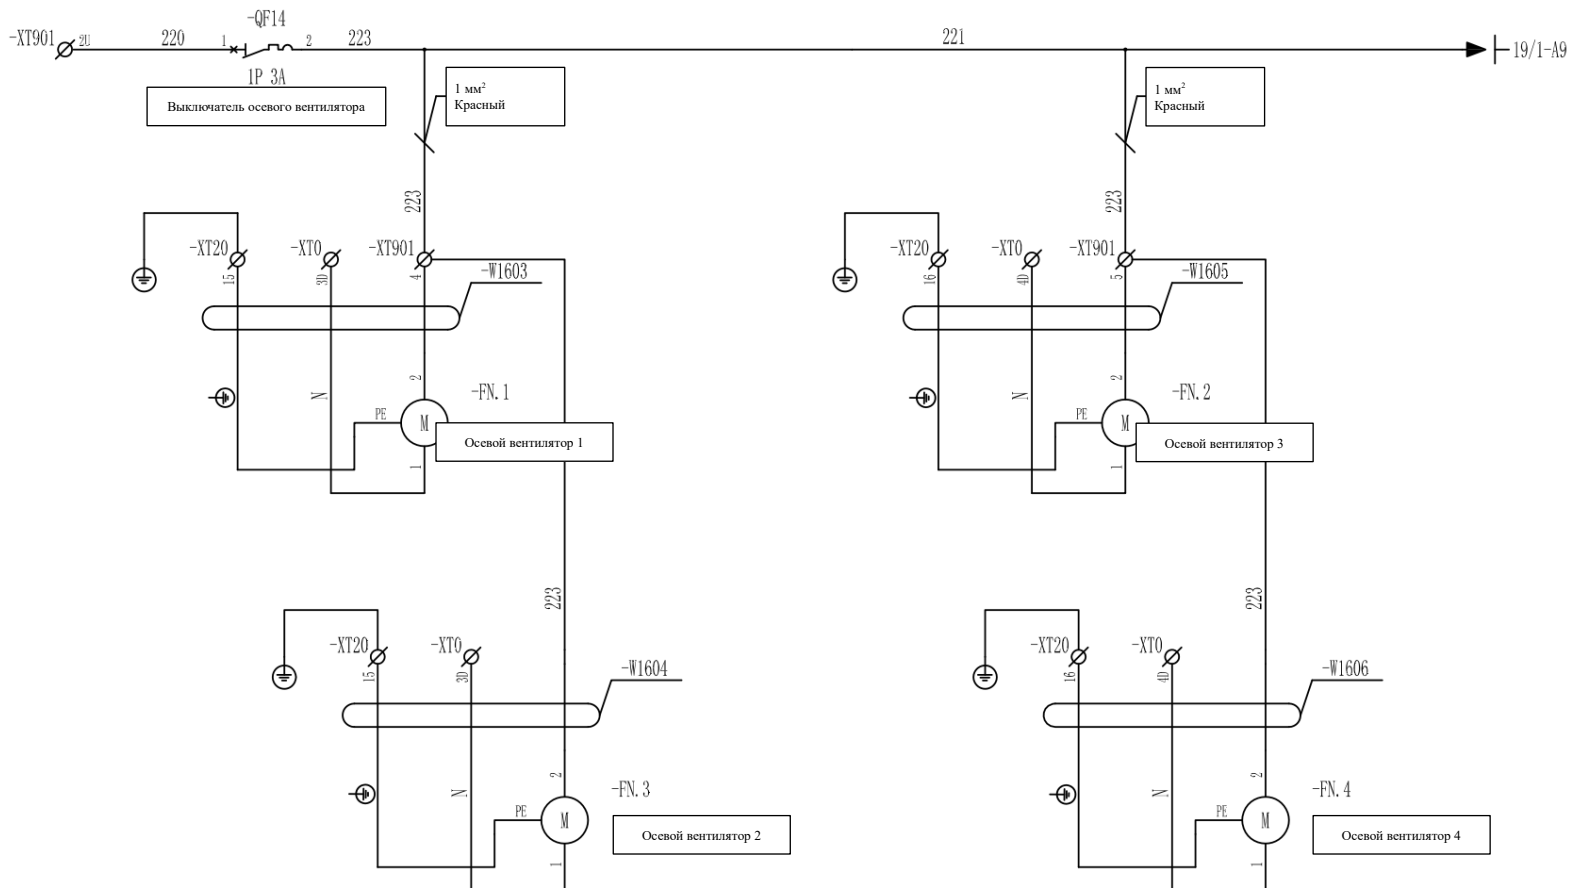 -QF14
-XT901
2U
220
1
2
223
221
19/1-A9
1P 3A
Выключатель осевого вентилятора
1 мм²
Красный
1 мм²
Красный
223
223
-XT20
-XT0
-XT901
-XT20
-XT0
-XT901
15
3D
4
-W1603
16
4D
5
-W1605
2
-FN.1
2
-FN.2
N
N
PE
M
Осевой вентилятор 1
PE
M
Осевой вентилятор 3
1
1
223
223
-XT20
-XT0
-XT20
-XT0
15
3D
-W1604
16
4D
-W1606
2
-FN.3
2
-FN.4
N
N
PE
M
Осевой вентилятор 2
PE
M
Осевой вентилятор 4
1
1